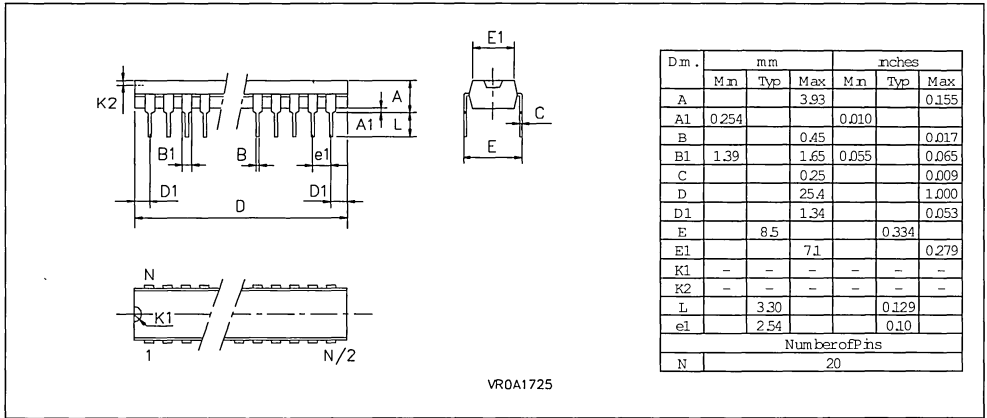 E1
K2
A
A1
L
C
B1
B
e1
E
D1
D1
D
N
K1
1
N/2
VR0A1725
Dim. mm inches
Min Typ Max Min Typ Max
A 3.93 0.155
A1 0.254 0.010
B 0.45 0.017
B1 1.39 1.65 0.055 0.065
C 0.25 0.009
D 25.4 1.000
D1 1.34 0.053
E 8.5 0.334
E1 7.1 0.279
K1 – – – – – –
K2 – – – – – –
L 3.30 0.129
e1 2.54 0.10
Number of Pins
N 20